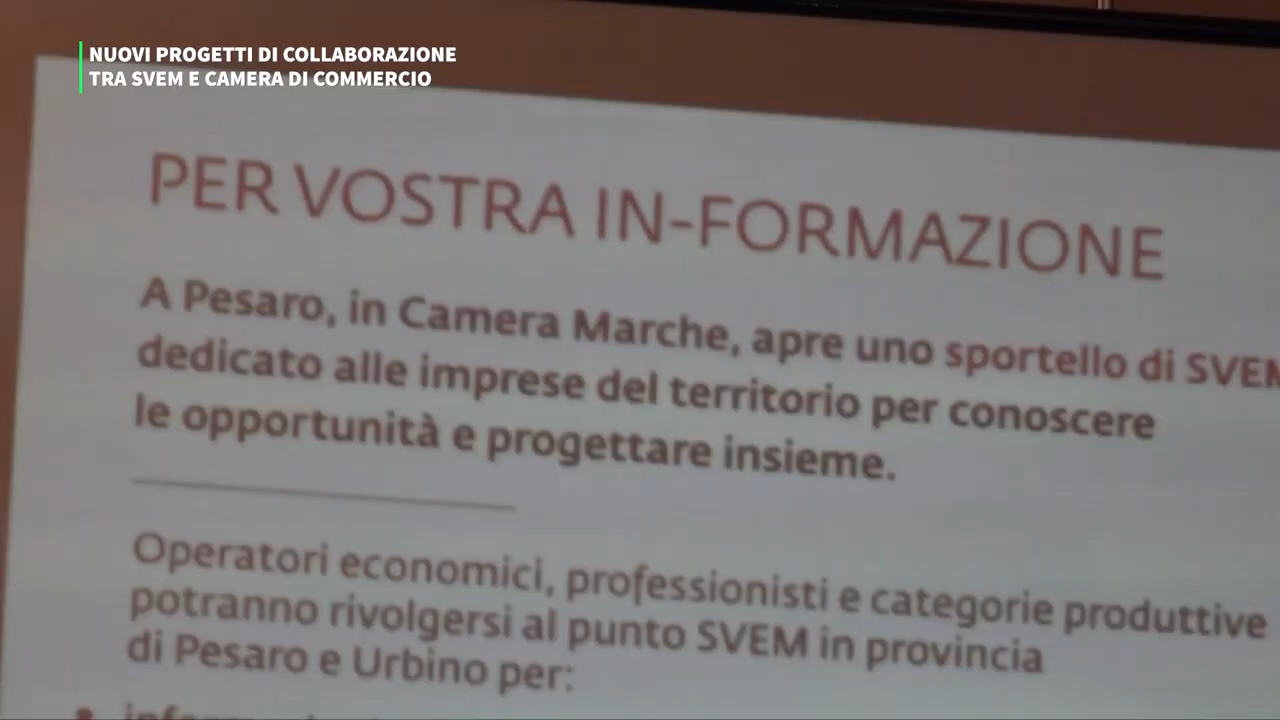 NUOVI PROGETTI DI COLLABORAZIONE
TRA SVEM E CAMERA DI COMMERCIO
PER VOSTRA IN-FORMAZIONE
A Pesaro, in Camera Marche, apre uno sportello di SVEM
dedicato alle imprese del territorio per conoscere
le opportunità e progettare insieme.
Operatori economici, professionisti e categorie produttive
potranno rivolgersi al punto SVEM in provincia
di Pesaro e Urbino per: